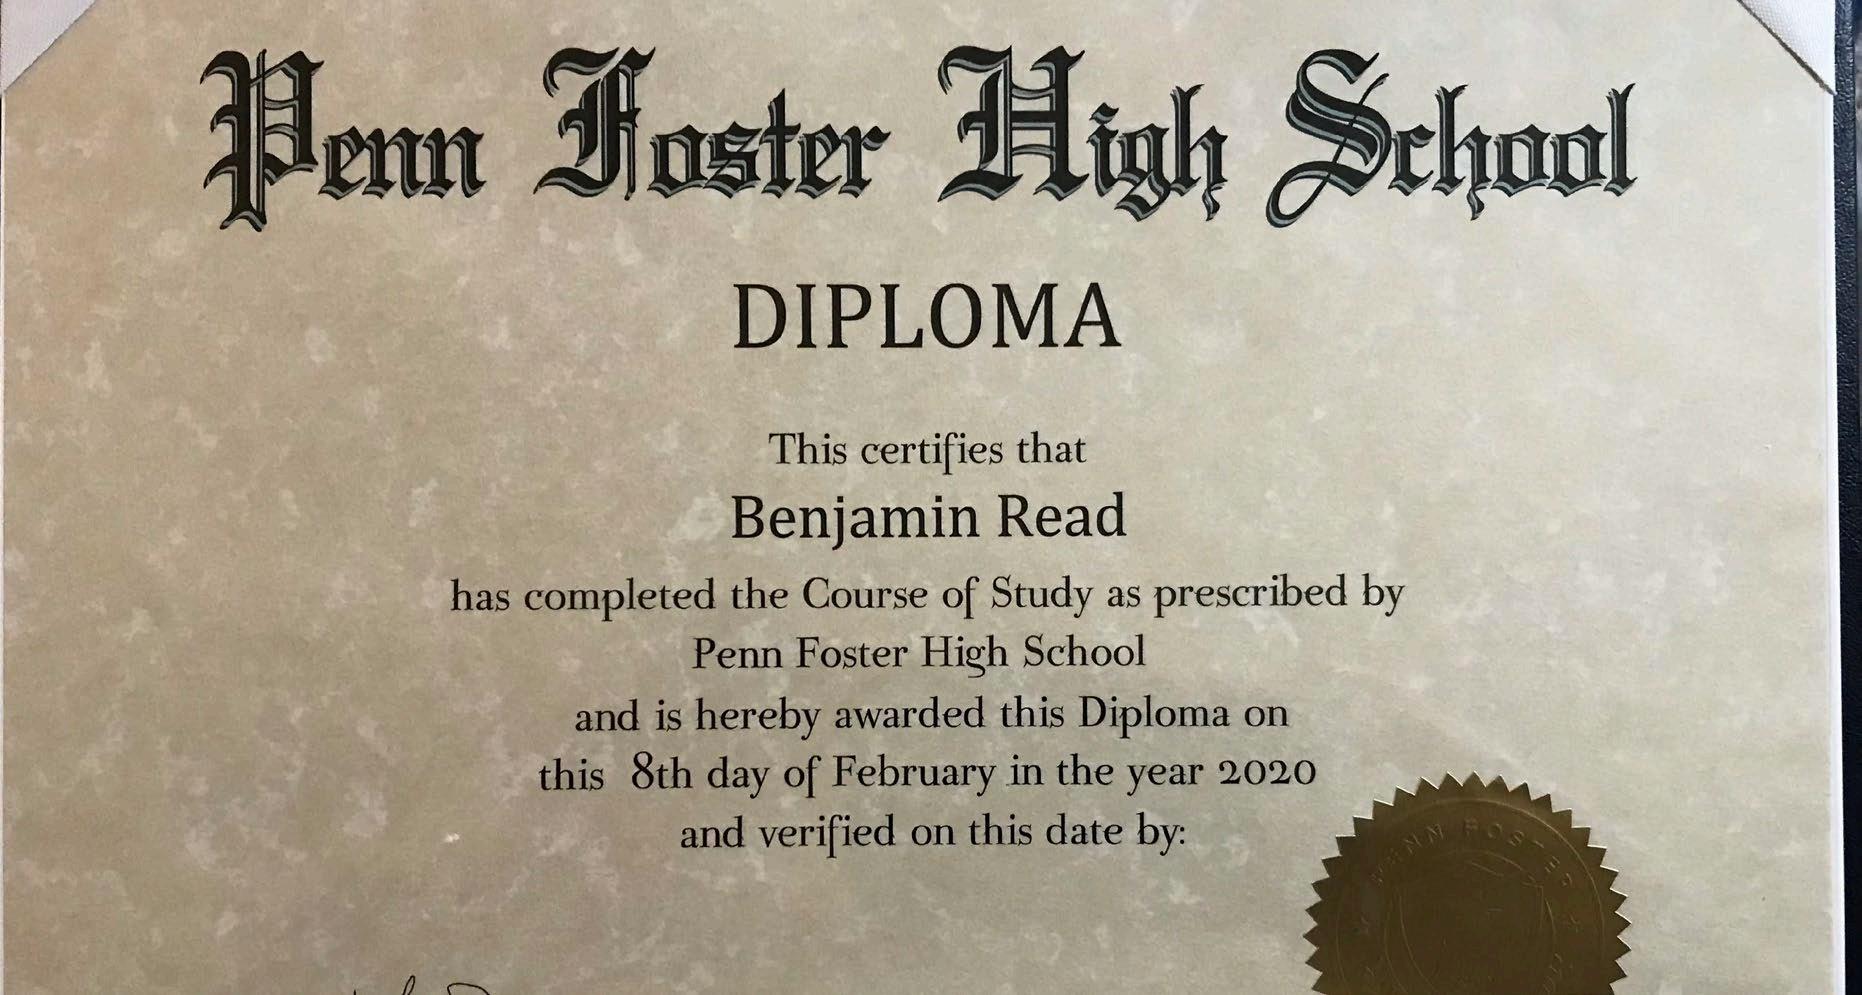 Penn Foster High School
DIPLOMA
This certifies that
Benjamin Read
has completed the Course of Study as prescribed by
Penn Foster High School
and is hereby awarded this Diploma on
this 8th day of February in the year 2020
and verified on this date by:
PENN FOSTER